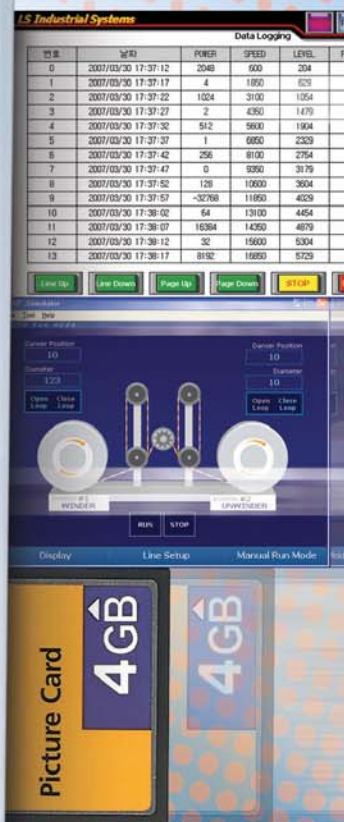 LS Industrial Systems
Data Logging
번호 날짜 POWER SPEED LEVEL
0 2007/03/30 17:37:12 2048 600 204
1 2007/03/30 17:37:17 4 1850 629
2 2007/03/30 17:37:22 1024 3100 1054
3 2007/03/30 17:37:27 2 4350 1479
4 2007/03/30 17:37:32 512 5600 1904
5 2007/03/30 17:37:37 1 6850 2329
6 2007/03/30 17:37:42 256 8100 2754
7 2007/03/30 17:37:47 0 9350 3179
8 2007/03/30 17:37:52 128 10600 3604
9 2007/03/30 17:37:57 -32768 11850 4029
10 2007/03/30 17:38:02 64 13100 4454
11 2007/03/30 17:38:07 16384 14350 4879
12 2007/03/30 17:38:12 32 15600 5304
13 2007/03/30 17:38:17 8192 16850 5729
Line Up Line Down Page Up Page Down STOP
Simulator
Tool Help
Dancer Position Dancer Position
10 10
Diameter Diameter
123 10
Open Loop Close Loop Open Loop Close Loop
#1 WINDER #2 UNWINDER
RUN STOP
Display Line Setup Manual Run Mode
Picture Card
4GB
4GB